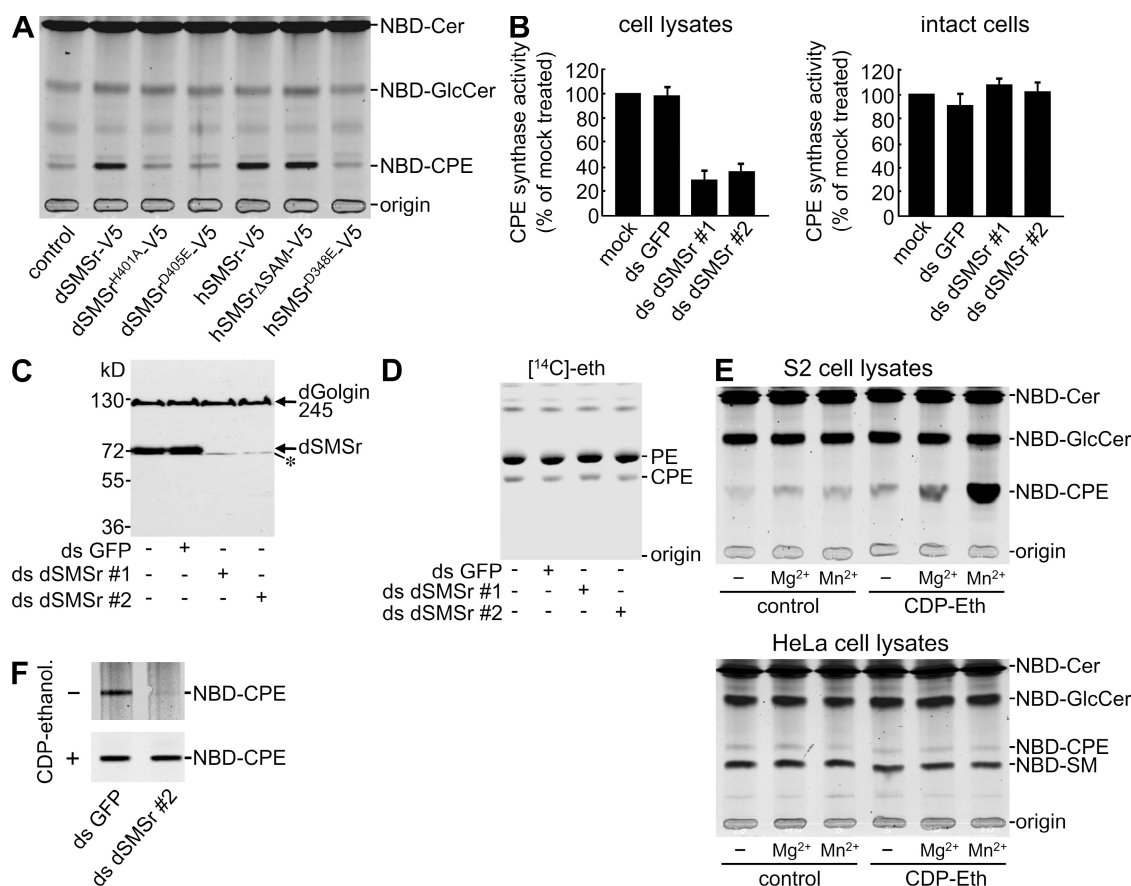 A
NBD-Cer
NBD-GlcCer
NBD-CPE
origin
control
dSMSr-V5
dSMSrH401A-V5
dSMSrD405E-V5
hSMSr-V5
hSMSrΔSAM-V5
hSMSrD348E-V5
B
cell lysates
CPE synthase activity
(% of mock treated)
120
100
80
60
40
20
0
mock
ds GFP
ds dSMSr #1
ds dSMSr #2
intact cells
CPE synthase activity
(% of mock treated)
120
100
80
60
40
20
0
mock
ds GFP
ds dSMSr #1
ds dSMSr #2
C
kD
130
72
55
36
dGolgin
245
dSMSr
*
ds GFP - + - -
ds dSMSr #1 - - + -
ds dSMSr #2 - - - +
D
[14C]-eth
PE
CPE
origin
ds GFP - + - -
ds dSMSr #1 - - + -
ds dSMSr #2 - - - +
E
S2 cell lysates
NBD-Cer
NBD-GlcCer
NBD-CPE
origin
– Mg2+ Mn2+ – Mg2+ Mn2+
control CDP-Eth
HeLa cell lysates
NBD-Cer
NBD-GlcCer
NBD-CPE
NBD-SM
origin
– Mg2+ Mn2+ – Mg2+ Mn2+
control CDP-Eth
F
CDP-ethanol.
– NBD-CPE
+ NBD-CPE
ds GFP
ds dSMSr #2